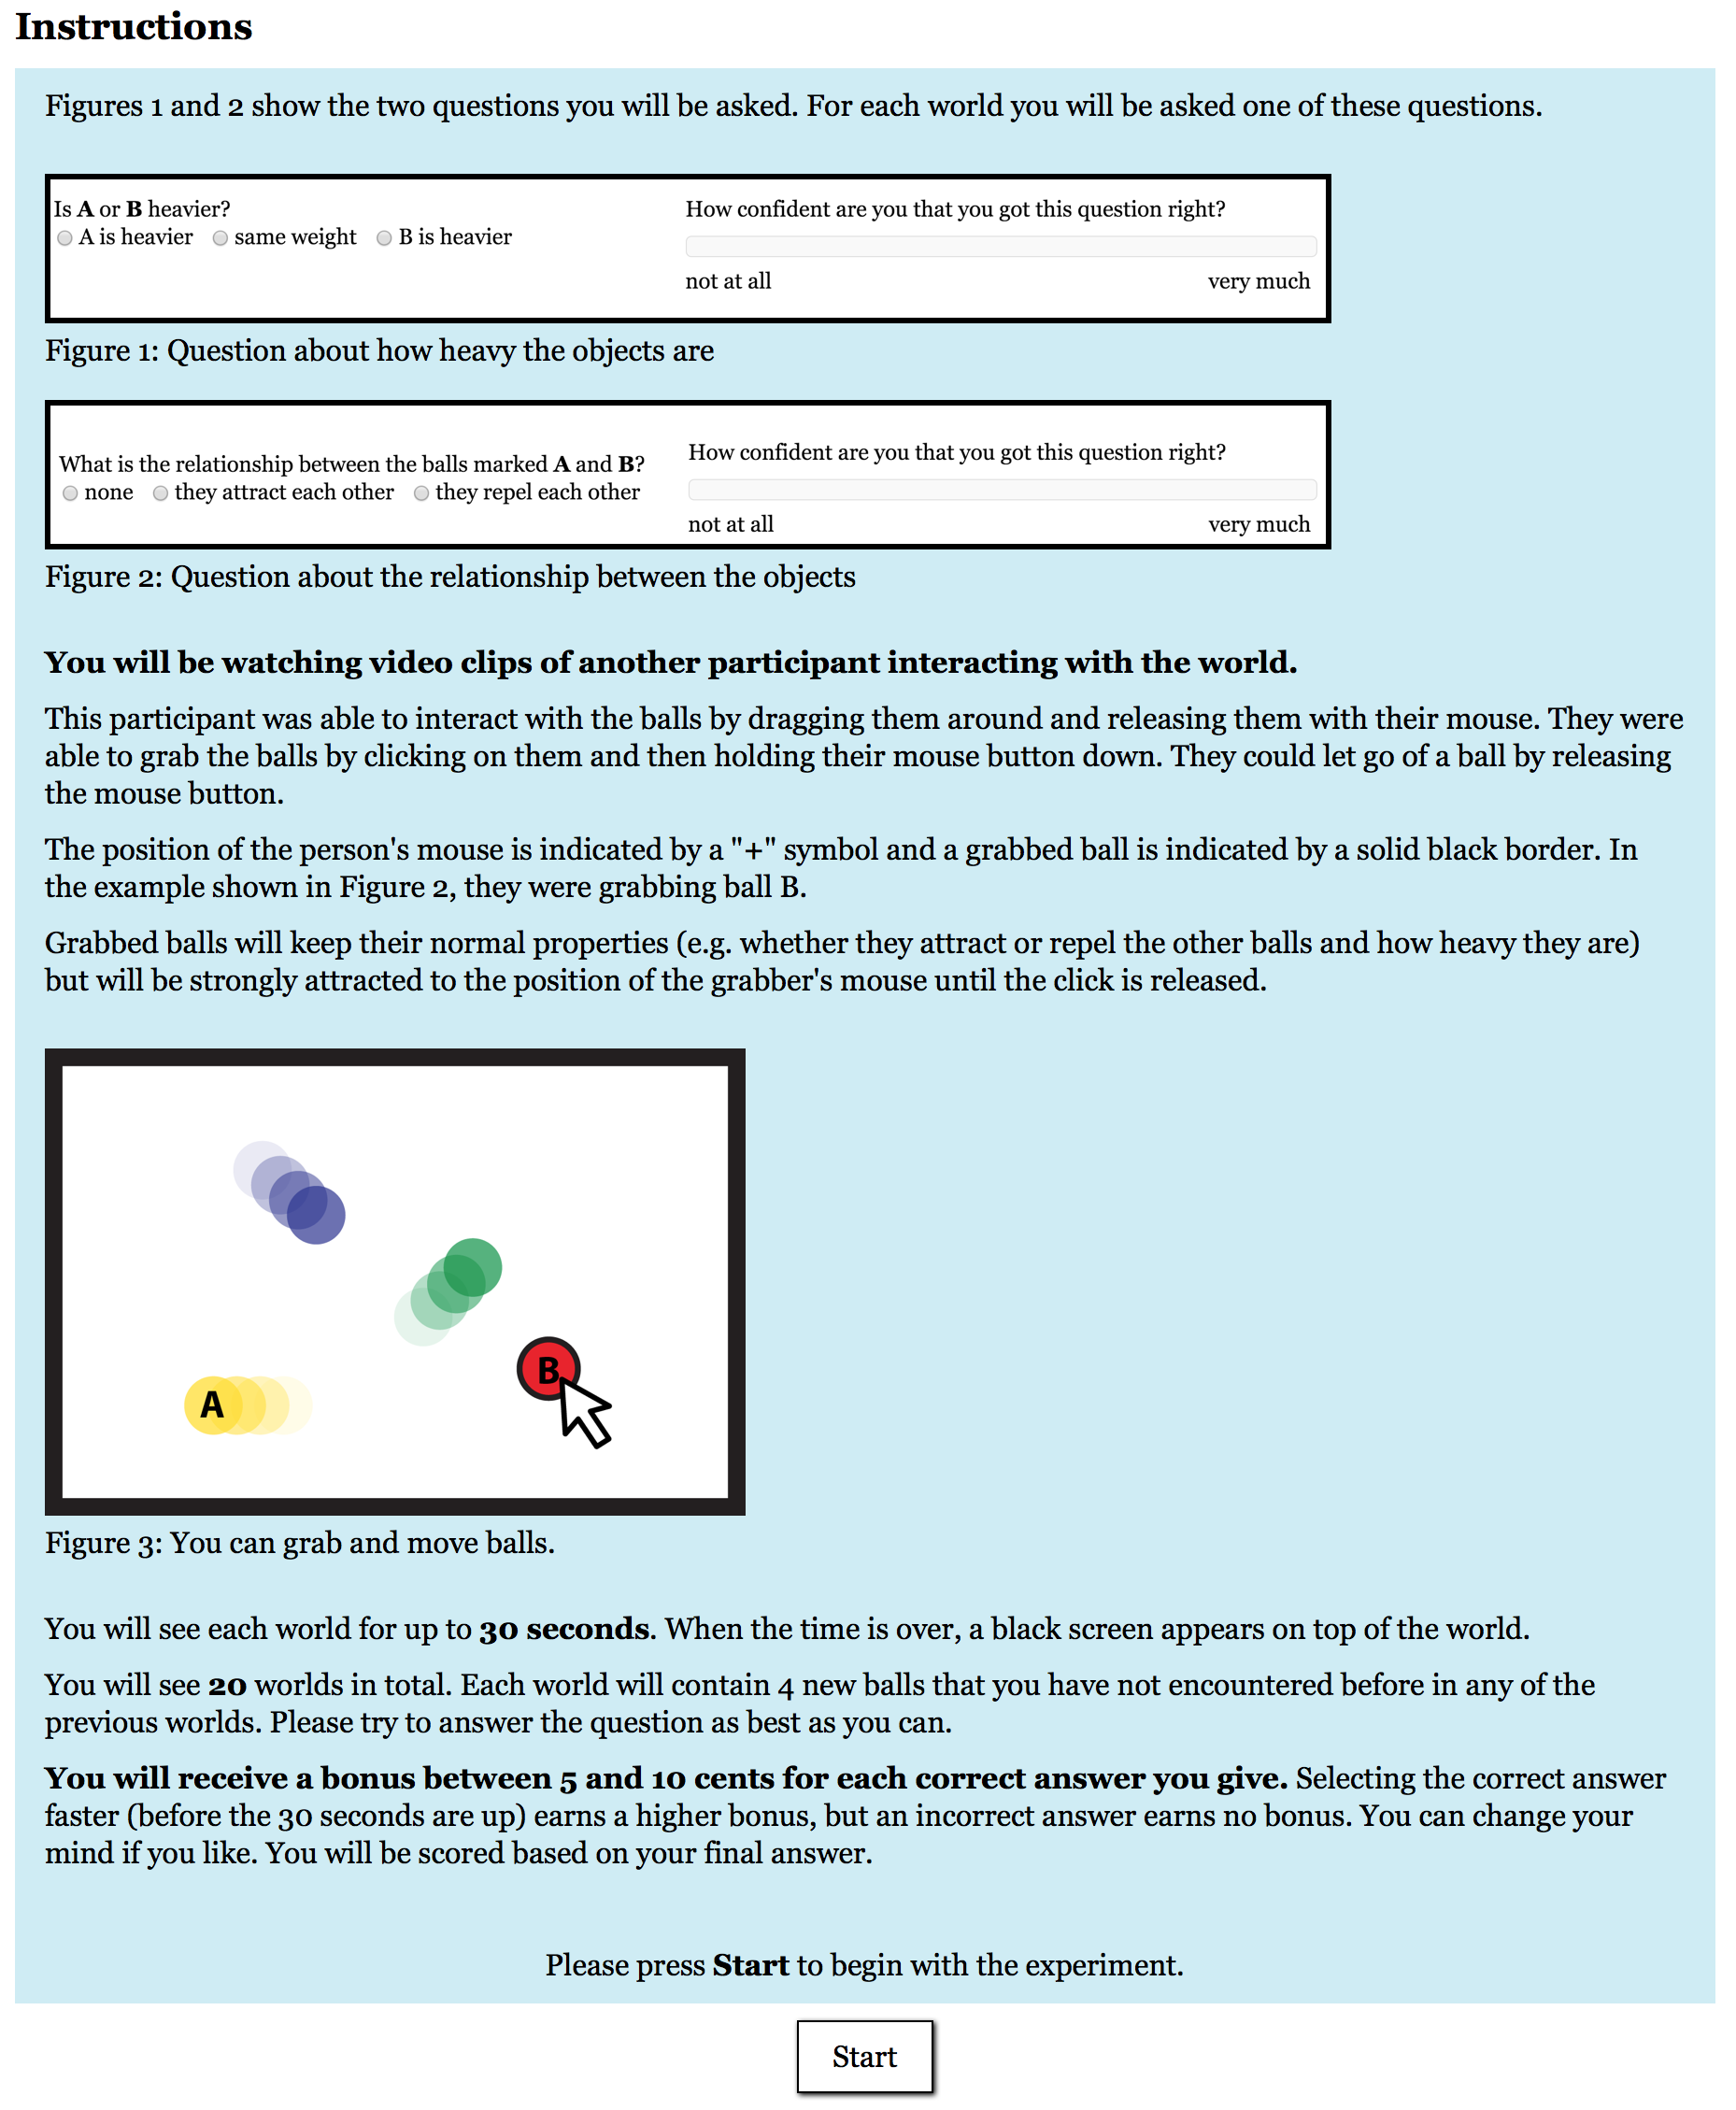 Instructions
Figures 1 and 2 show the two questions you will be asked. For each world you will be asked one of these questions.
Is A or B heavier?
A is heavier same weight B is heavier
How confident are you that you got this question right?
not at all very much
Figure 1: Question about how heavy the objects are
What is the relationship between the balls marked A and B?
none they attract each other they repel each other
How confident are you that you got this question right?
not at all very much
Figure 2: Question about the relationship between the objects
You will be watching video clips of another participant interacting with the world.
This participant was able to interact with the balls by dragging them around and releasing them with their mouse. They were
able to grab the balls by clicking on them and then holding their mouse button down. They could let go of a ball by releasing
the mouse button.
The position of the person's mouse is indicated by a "+" symbol and a grabbed ball is indicated by a solid black border. In
the example shown in Figure 2, they were grabbing ball B.
Grabbed balls will keep their normal properties (e.g. whether they attract or repel the other balls and how heavy they are)
but will be strongly attracted to the position of the grabber's mouse until the click is released.
B
A
Figure 3: You can grab and move balls.
You will see each world for up to 30 seconds. When the time is over, a black screen appears on top of the world.
You will see 20 worlds in total. Each world will contain 4 new balls that you have not encountered before in any of the
previous worlds. Please try to answer the question as best as you can.
You will receive a bonus between 5 and 10 cents for each correct answer you give. Selecting the correct answer
faster (before the 30 seconds are up) earns a higher bonus, but an incorrect answer earns no bonus. You can change your
mind if you like. You will be scored based on your final answer.
Please press Start to begin with the experiment.
Start